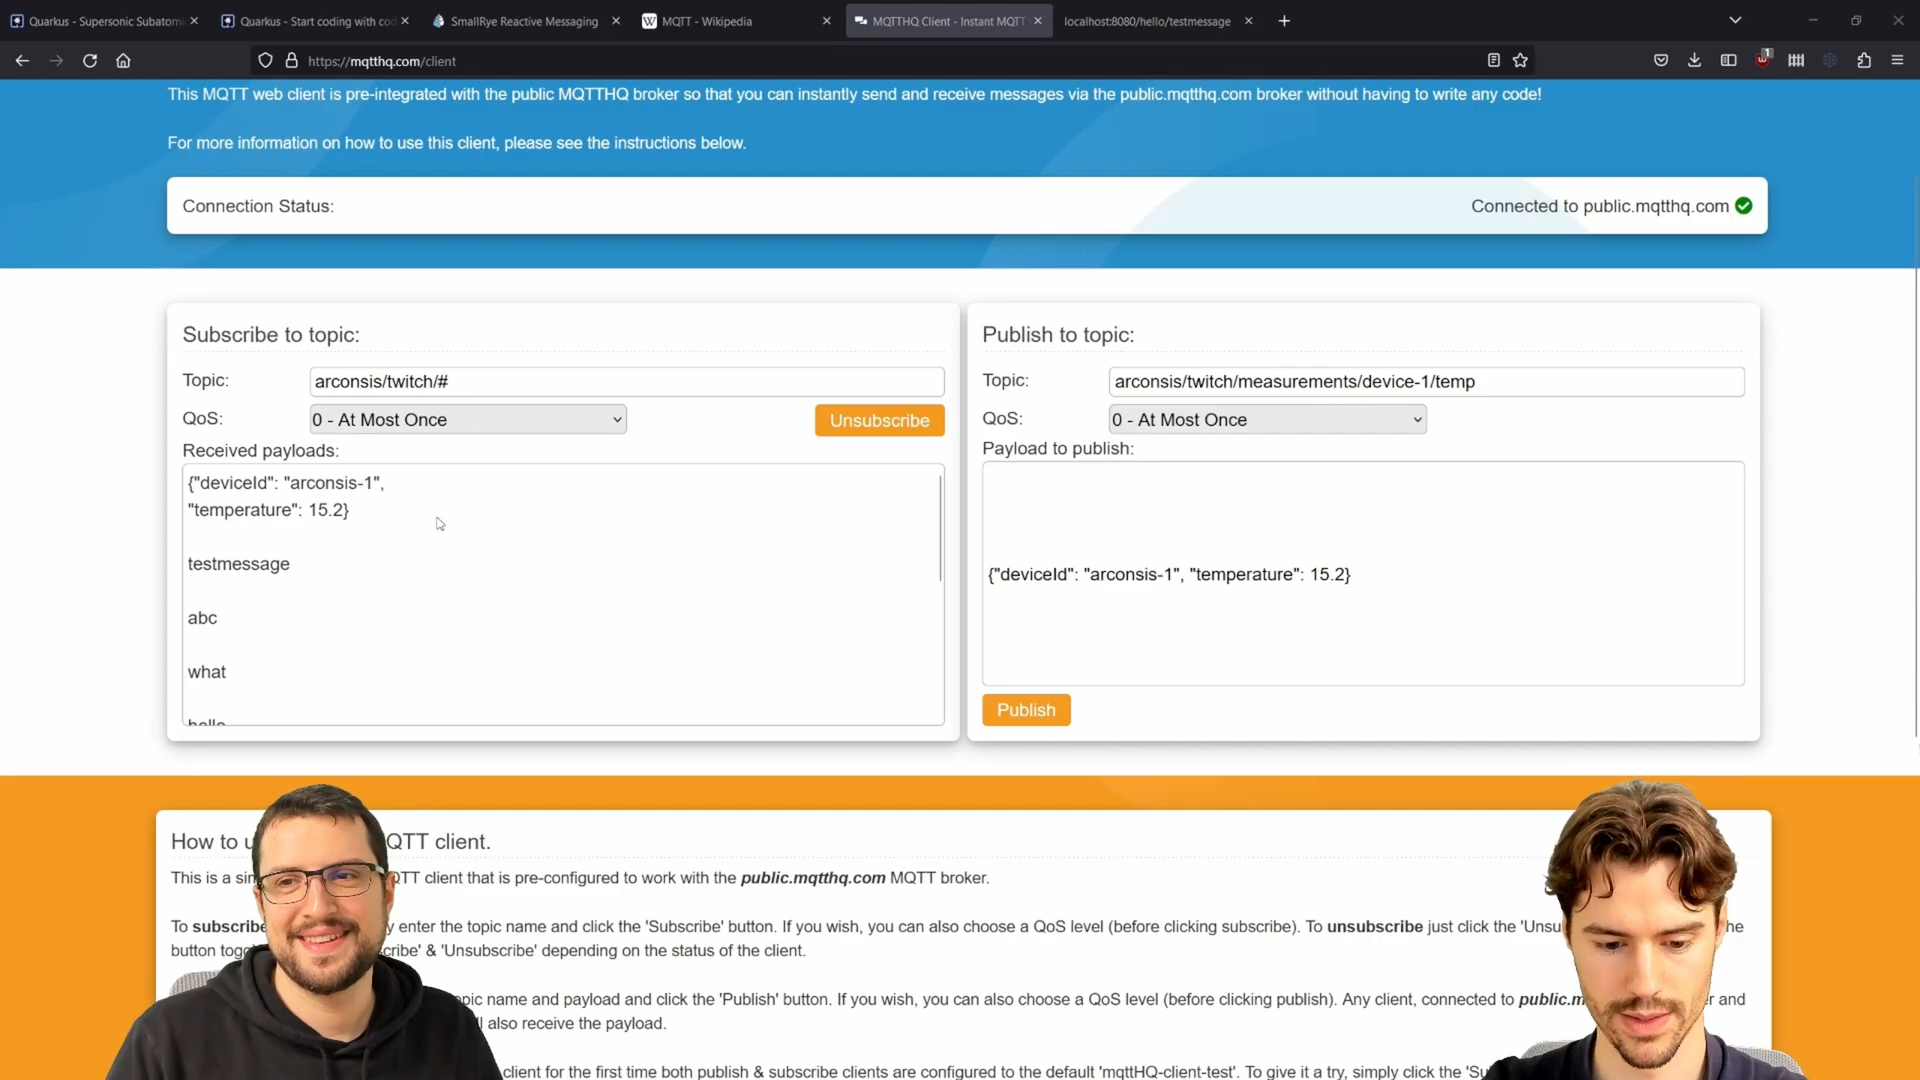 Quarkus - Supersonic Subatomi
Quarkus - Start coding with cod
SmallRye Reactive Messaging
W MQTT - Wikipedia
MQTTHQ Client - Instant MQTT
localhost:8080/hello/testmessage
https://mqtthq.com/client
1
This MQTT web client is pre-integrated with the public MQTTHQ broker so that you can instantly send and receive messages via the public.mqtthq.com broker without having to write any code!
For more information on how to use this client, please see the instructions below.
Connection Status:
Connected to public.mqtthq.com
Subscribe to topic:
Topic: arconsis/twitch/#
QoS: 0 - At Most Once
Unsubscribe
Received payloads:
{"deviceId": "arconsis-1",
"temperature": 15.2}
testmessage
abc
what
hello
Publish to topic:
Topic: arconsis/twitch/measurements/device-1/temp
QoS: 0 - At Most Once
Payload to publish:
{"deviceId": "arconsis-1", "temperature": 15.2}
Publish
How to QTT client.
This is a QTT client that is pre-configured to work with the public.mqtthq.com MQTT broker.
To subscribe enter the topic name and click the 'Subscribe' button. If you wish, you can also choose a QoS level (before clicking subscribe). To unsubscribe just click the 'Unsu he
button scribe' & 'Unsubscribe' depending on the status of the client.
pic name and payload and click the 'Publish' button. If you wish, you can also choose a QoS level (before clicking publish). Any client, connected to public.m r and
also receive the payload.
client for the first time both publish & subscribe clients are configured to the default 'mqttHQ-client-test'. To give it a try, simply click the 'Su